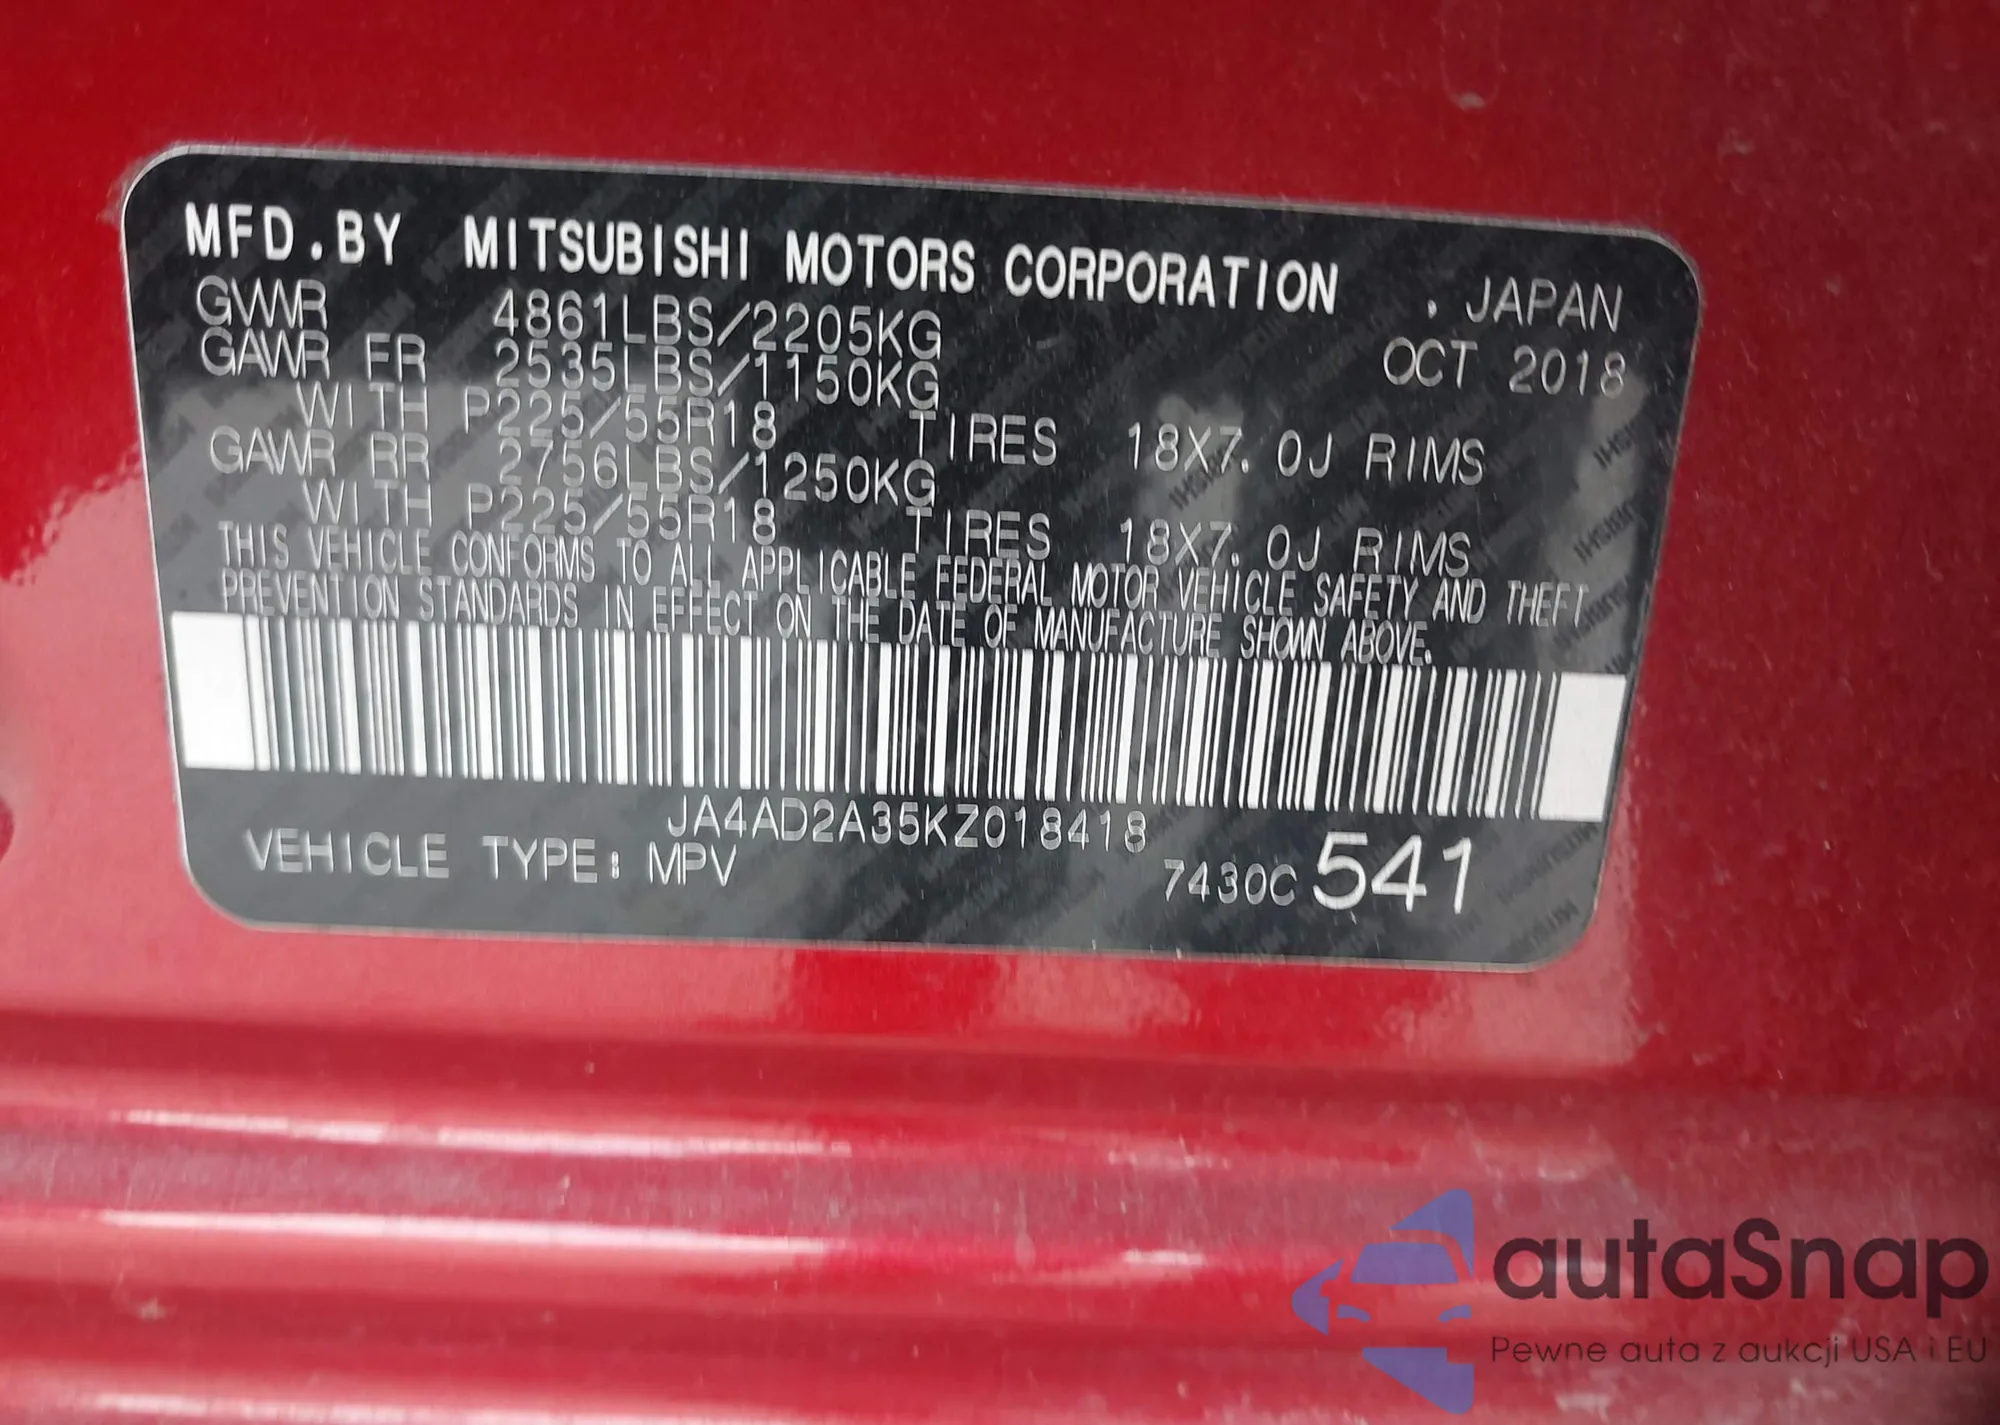 MFD.BY MITSUBISHI MOTORS CORPORATION . JAPAN
GVWR 4861LBS/2205KG OCT 2018
GAWR FR 2535LBS/1150KG
WITH P225/55R18 TIRES 18X7.0J RIMS
GAWR RR 2756LBS/1250KG
WITH P225/55R18 TIRES 18X7.0J RIMS
THIS VEHICLE CONFORMS TO ALL APPLICABLE FEDERAL MOTOR VEHICLE SAFETY AND THEFT
PREVENTION STANDARDS IN EFFECT ON THE DATE OF MANUFACTURE SHOWN ABOVE.
JA4AD2A35KZ018418
VEHICLE TYPE: MPV 7430C 541
autaSnap
Pewne auta z aukcji USA i EU